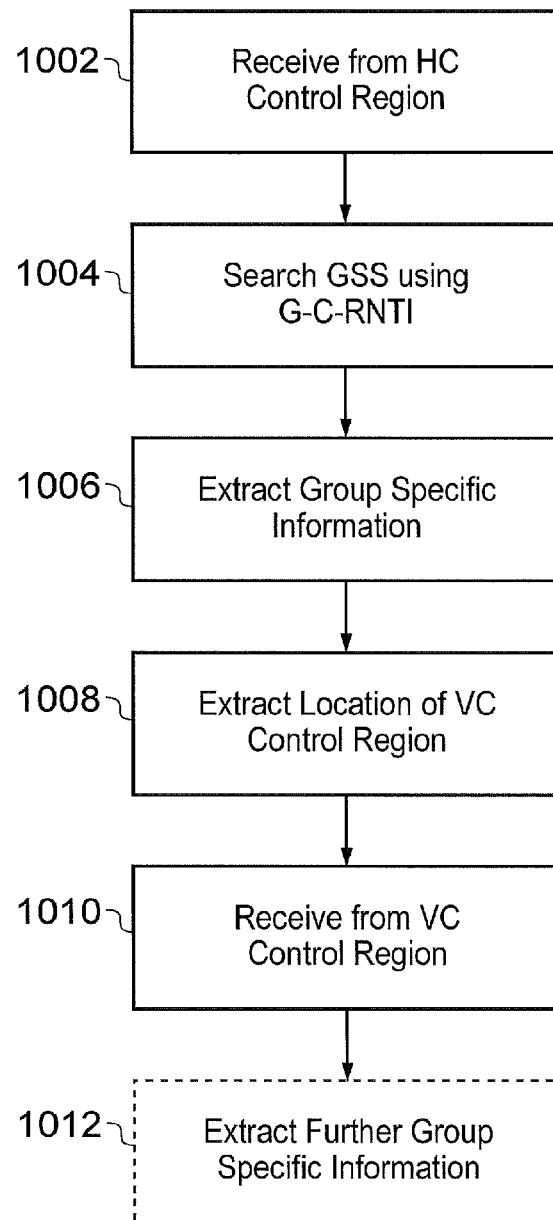 1002
Receive from HC
Control Region
1004
Search GSS using
G-C-RNTI
1006
Extract Group Specific
Information
1008
Extract Location of VC
Control Region
1010
Receive from VC
Control Region
1012
Extract Further Group
Specific Information